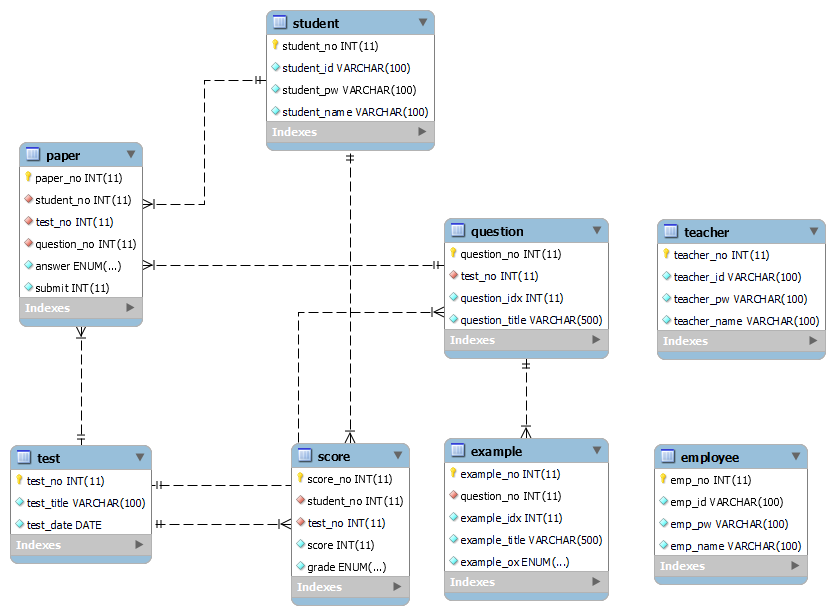 student
student_no INT(11)
student_id VARCHAR(100)
student_pw VARCHAR(100)
student_name VARCHAR(100)
Indexes
paper
paper_no INT(11)
student_no INT(11)
test_no INT(11)
question_no INT(11)
answer ENUM(...)
submit INT(11)
Indexes
question
question_no INT(11)
test_no INT(11)
question_idx INT(11)
question_title VARCHAR(500)
Indexes
teacher
teacher_no INT(11)
teacher_id VARCHAR(100)
teacher_pw VARCHAR(100)
teacher_name VARCHAR(100)
Indexes
test
test_no INT(11)
test_title VARCHAR(100)
test_date DATE
Indexes
score
score_no INT(11)
student_no INT(11)
test_no INT(11)
score INT(11)
grade ENUM(...)
Indexes
example
example_no INT(11)
question_no INT(11)
example_idx INT(11)
example_title VARCHAR(500)
example_ox ENUM(...)
Indexes
employee
emp_no INT(11)
emp_id VARCHAR(100)
emp_pw VARCHAR(100)
emp_name VARCHAR(100)
Indexes